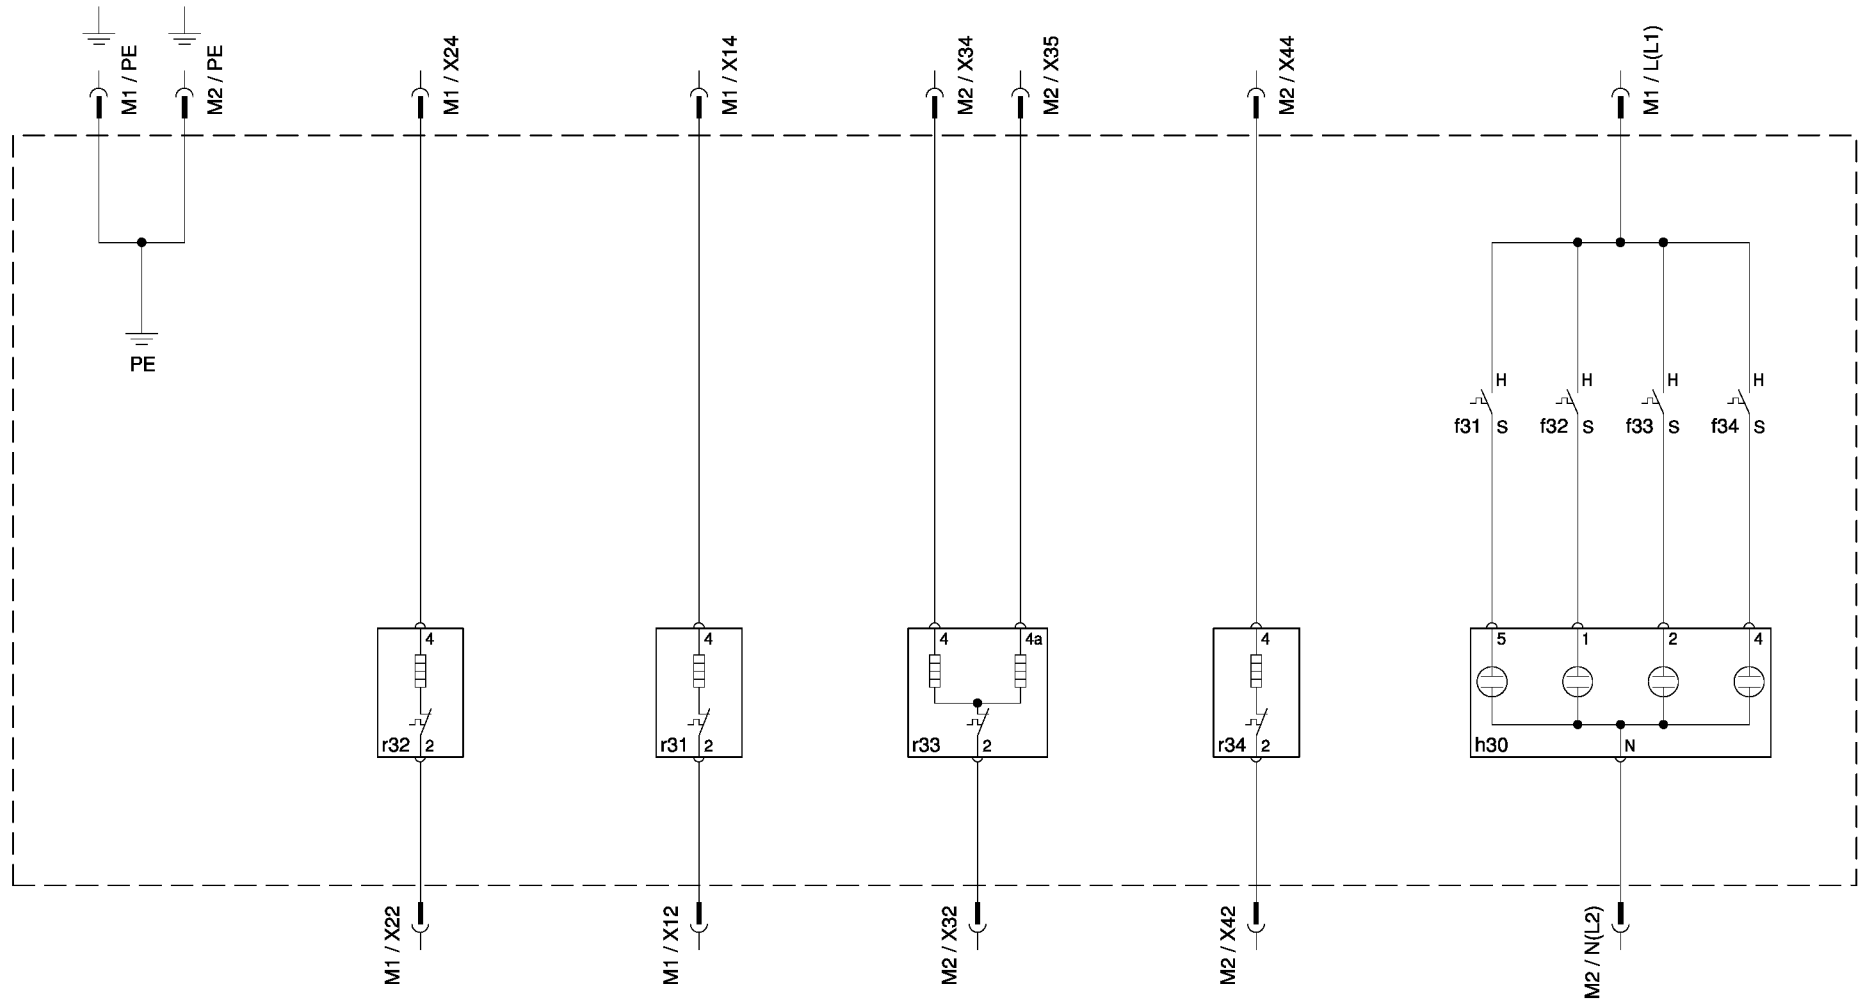 M1 / PE
M2 / PE
M1 / X24
M1 / X14
M2 / X34
M2 / X35
M2 / X44
M1 / L(L1)
PE
H
H
H
H
f31 S
f32 S
f33 S
f34 S
4
4
4
4a
4
5
1
2
4
r32 2
r31 2
r33 2
r34 2
h30 N
M1 / X22
M1 / X12
M2 / X32
M2 / X42
M2 / N(L2)